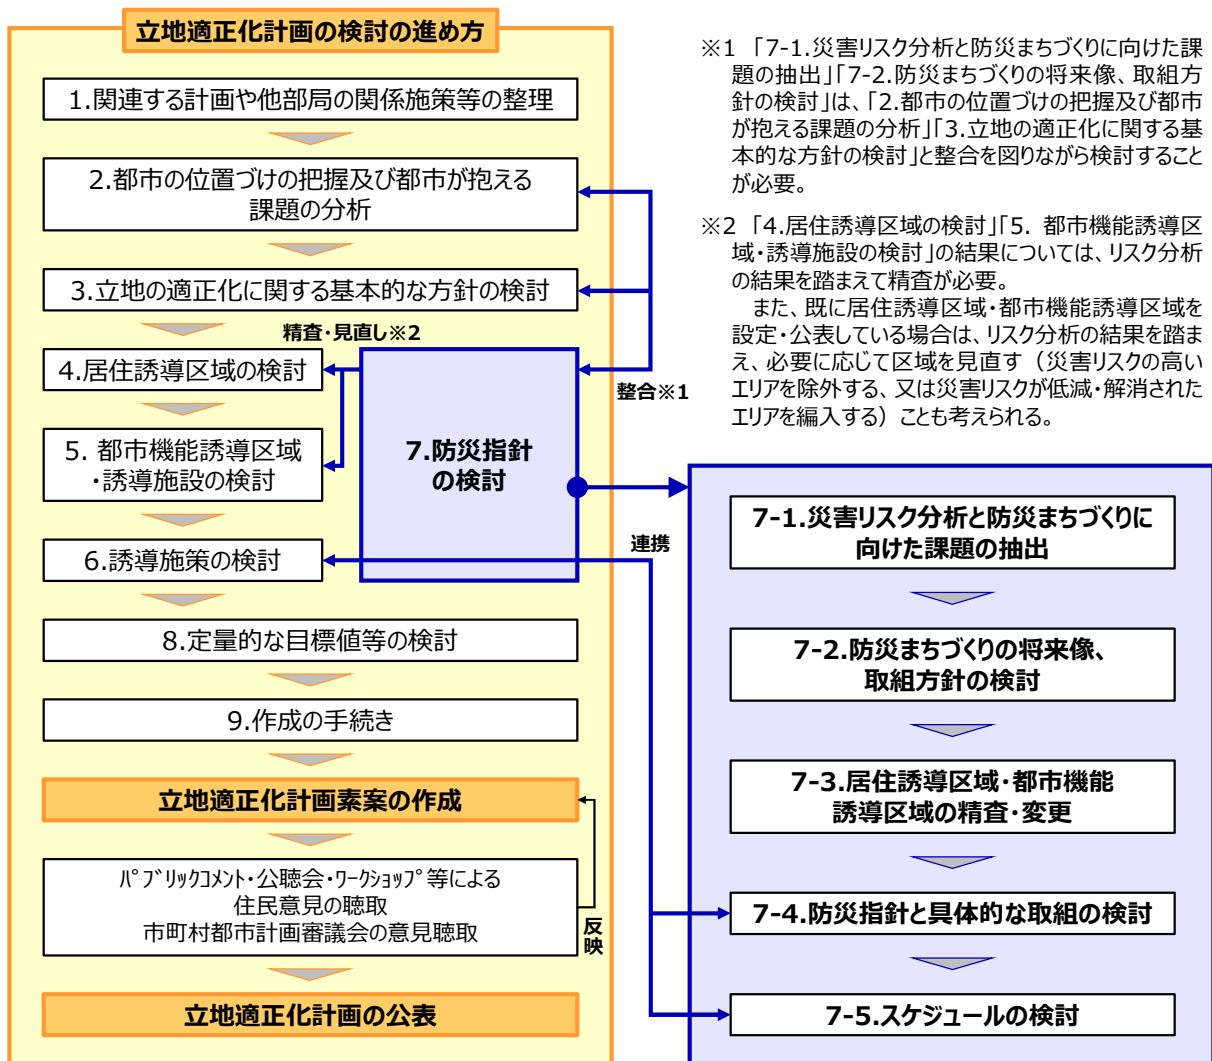 立地適正化計画の検討の進め方
1.関連する計画や他部局の関係施策等の整理
2.都市の位置づけの把握及び都市が抱える
課題の分析
3.立地の適正化に関する基本的な方針の検討
精査・見直し※2
4.居住誘導区域の検討
5. 都市機能誘導区域
・誘導施設の検討
6.誘導施策の検討
7.防災指針
の検討
整合※1
連携
8.定量的な目標値等の検討
9.作成の手続き
立地適正化計画素案の作成
ﾊﾟﾌﾞﾘｯｸｺﾒﾝﾄ・公聴会・ﾜｰｸｼｮｯﾌﾟ等による
住民意見の聴取
市町村都市計画審議会の意見聴取
反映
立地適正化計画の公表
※1 「7-1.災害リスク分析と防災まちづくりに向けた課
題の抽出」「7-2.防災まちづくりの将来像、取組方
針の検討」は、「2.都市の位置づけの把握及び都市
が抱える課題の分析」「3.立地の適正化に関する基
本的な方針の検討」と整合を図りながら検討すること
が必要。
※2 「4.居住誘導区域の検討」「5. 都市機能誘導区
域・誘導施設の検討」の結果については、リスク分析
の結果を踏まえて精査が必要。
また、既に居住誘導区域・都市機能誘導区域を
設定・公表している場合は、リスク分析の結果を踏ま
え、必要に応じて区域を見直す（災害リスクの高い
エリアを除外する、又は災害リスクが低減・解消された
エリアを編入する）ことも考えられる。
7-1.災害リスク分析と防災まちづくりに
向けた課題の抽出
7-2.防災まちづくりの将来像、
取組方針の検討
7-3.居住誘導区域・都市機能
誘導区域の精査・変更
7-4.防災指針と具体的な取組の検討
7-5.スケジュールの検討